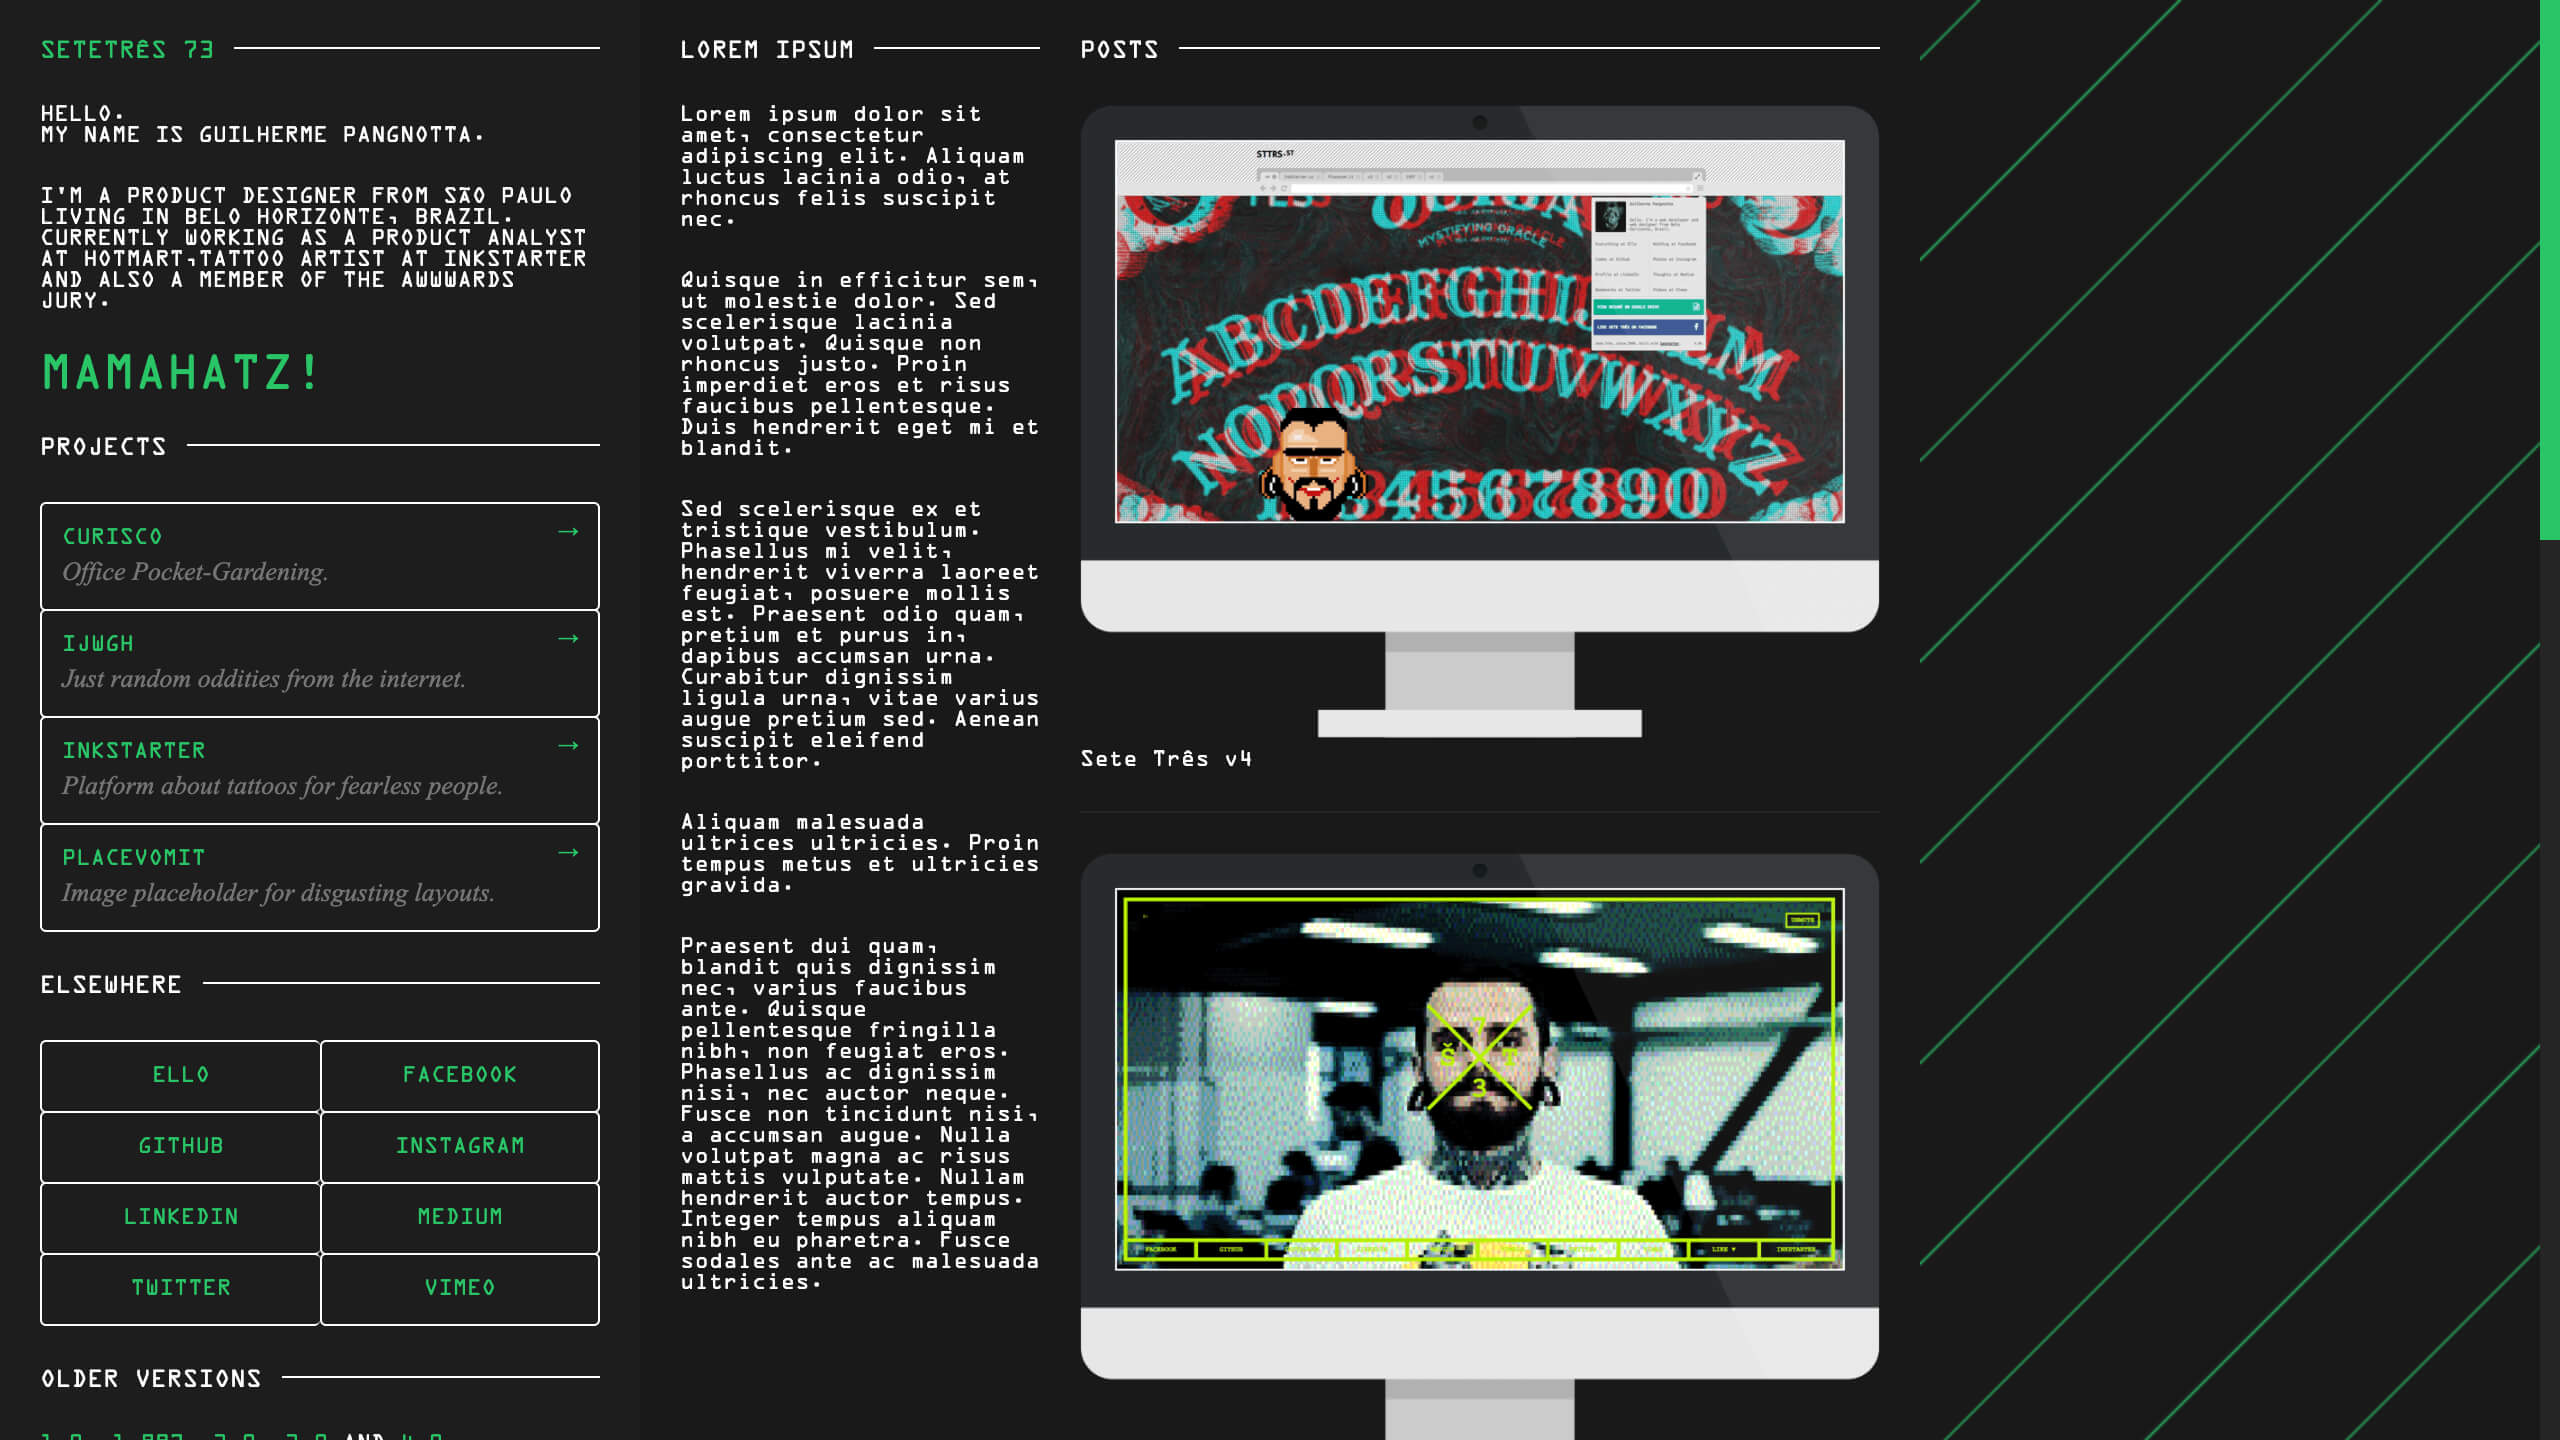 SETETRÊS 73
HELLO.
MY NAME IS GUILHERME PANGNOTTA.
I'M A PRODUCT DESIGNER FROM SÃO PAULO
LIVING IN BELO HORIZONTE, BRAZIL.
CURRENTLY WORKING AS A PRODUCT ANALYST
AT HOTMART,TATTOO ARTIST AT INKSTARTER
AND ALSO A MEMBER OF THE AWWWARDS
JURY.
MAMAHATZ!
PROJECTS
CURISCO →
Office Pocket-Gardening.
IJWGH →
Just random oddities from the internet.
INKSTARTER →
Platform about tattoos for fearless people.
PLACEVOMIT →
Image placeholder for disgusting layouts.
ELSEWHERE
ELLO
FACEBOOK
GITHUB
INSTAGRAM
LINKEDIN
MEDIUM
TWITTER
VIMEO
OLDER VERSIONS
LOREM IPSUM
Lorem ipsum dolor sit
amet, consectetur
adipiscing elit. Aliquam
luctus lacinia odio, at
rhoncus felis suscipit
nec.
Quisque in efficitur sem,
ut molestie dolor. Sed
scelerisque lacinia
volutpat. Quisque non
rhoncus justo. Proin
imperdiet eros et risus
faucibus pellentesque.
Duis hendrerit eget mi et
blandit.
Sed scelerisque ex et
tristique vestibulum.
Phasellus mi velit,
hendrerit viverra laoreet
feugiat, posuere mollis
est. Praesent odio quam,
pretium et purus in,
dapibus accumsan urna.
Curabitur dignissim
ligula urna, vitae varius
augue pretium sed. Aenean
suscipit eleifend
porttitor.
Aliquam malesuada
ultrices ultricies. Proin
tempus metus et ultricies
gravida.
Praesent dui quam,
blandit quis dignissim
nec, varius faucibus
ante. Quisque
pellentesque fringilla
nibh, non feugiat eros.
Phasellus ac dignissim
nisi, nec auctor neque.
Fusce non tincidunt nisi,
a accumsan augue. Nulla
volutpat magna ac risus
mattis vulputate. Nullam
hendrerit auctor tempus.
Integer tempus aliquam
nibh eu pharetra. Fusce
sodales ante ac malesuada
ultricies.
POSTS
STTRS.ST
MYSTIFYING ORACLE
ABCDEFGHI LM
NOPQRSTUVWXYZ
34567890
Sete Três v4
7
Š T
3
FACEBOOK GITHUB LINK ▼ INKSTARTER